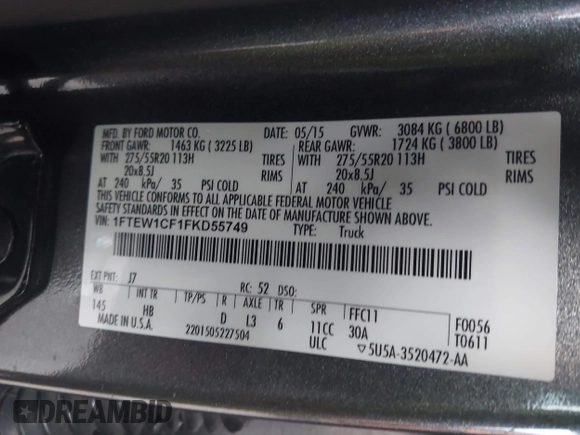 MFD. BY FORD MOTOR CO. DATE: 05/15 GVWR: 3084 KG ( 6800 LB)
FRONT GAWR: 1463 KG ( 3225 LB) REAR GAWR: 1724 KG ( 3800 LB)
WITH 275/55R20 113H TIRES WITH 275/55R20 113H TIRES
20x8.5J RIMS 20x8.5J RIMS
AT 240 kPa/ 35 PSI COLD AT 240 kPa/ 35 PSI COLD
THIS VEHICLE CONFORMS TO ALL APPLICABLE FEDERAL MOTOR VEHICLE
SAFETY STANDARDS IN EFFECT ON THE DATE OF MANUFACTURE SHOWN ABOVE.
VIN: 1FTEW1CF1FKD55749 TYPE: Truck
EXT PNT: J7 RC: 52 DSO:
WB INT TR TP/PS R AXLE TR SPR FFC11 F0056
145 HB D L3 6 11CC 30A T0611
MADE IN U.S.A. 2201505227504 ULC ▽5U5A-3520472-AA
DREAMBID